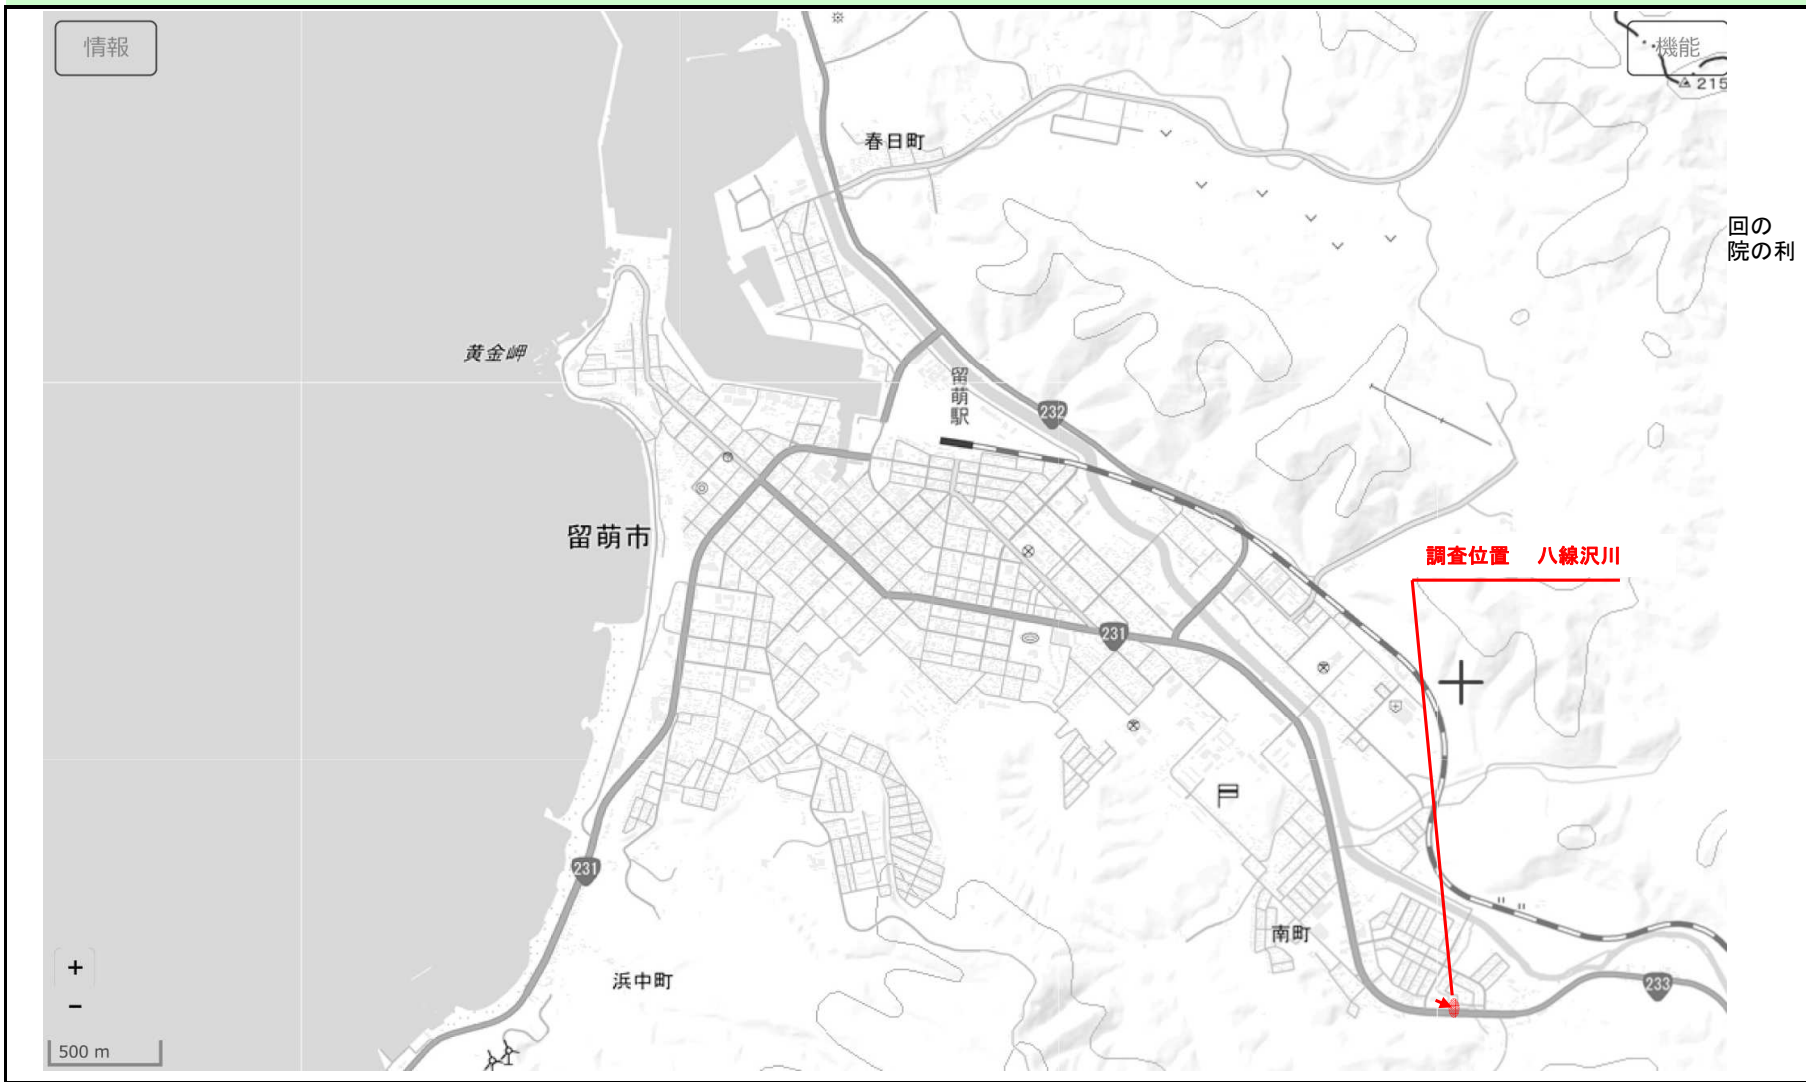 情報
機能
215
春日町
回の
院の利
黄金岬
留萌駅
232
留萌市
調査位置 八線沢川
231
231
南町
233
浜中町
+
-
500 m